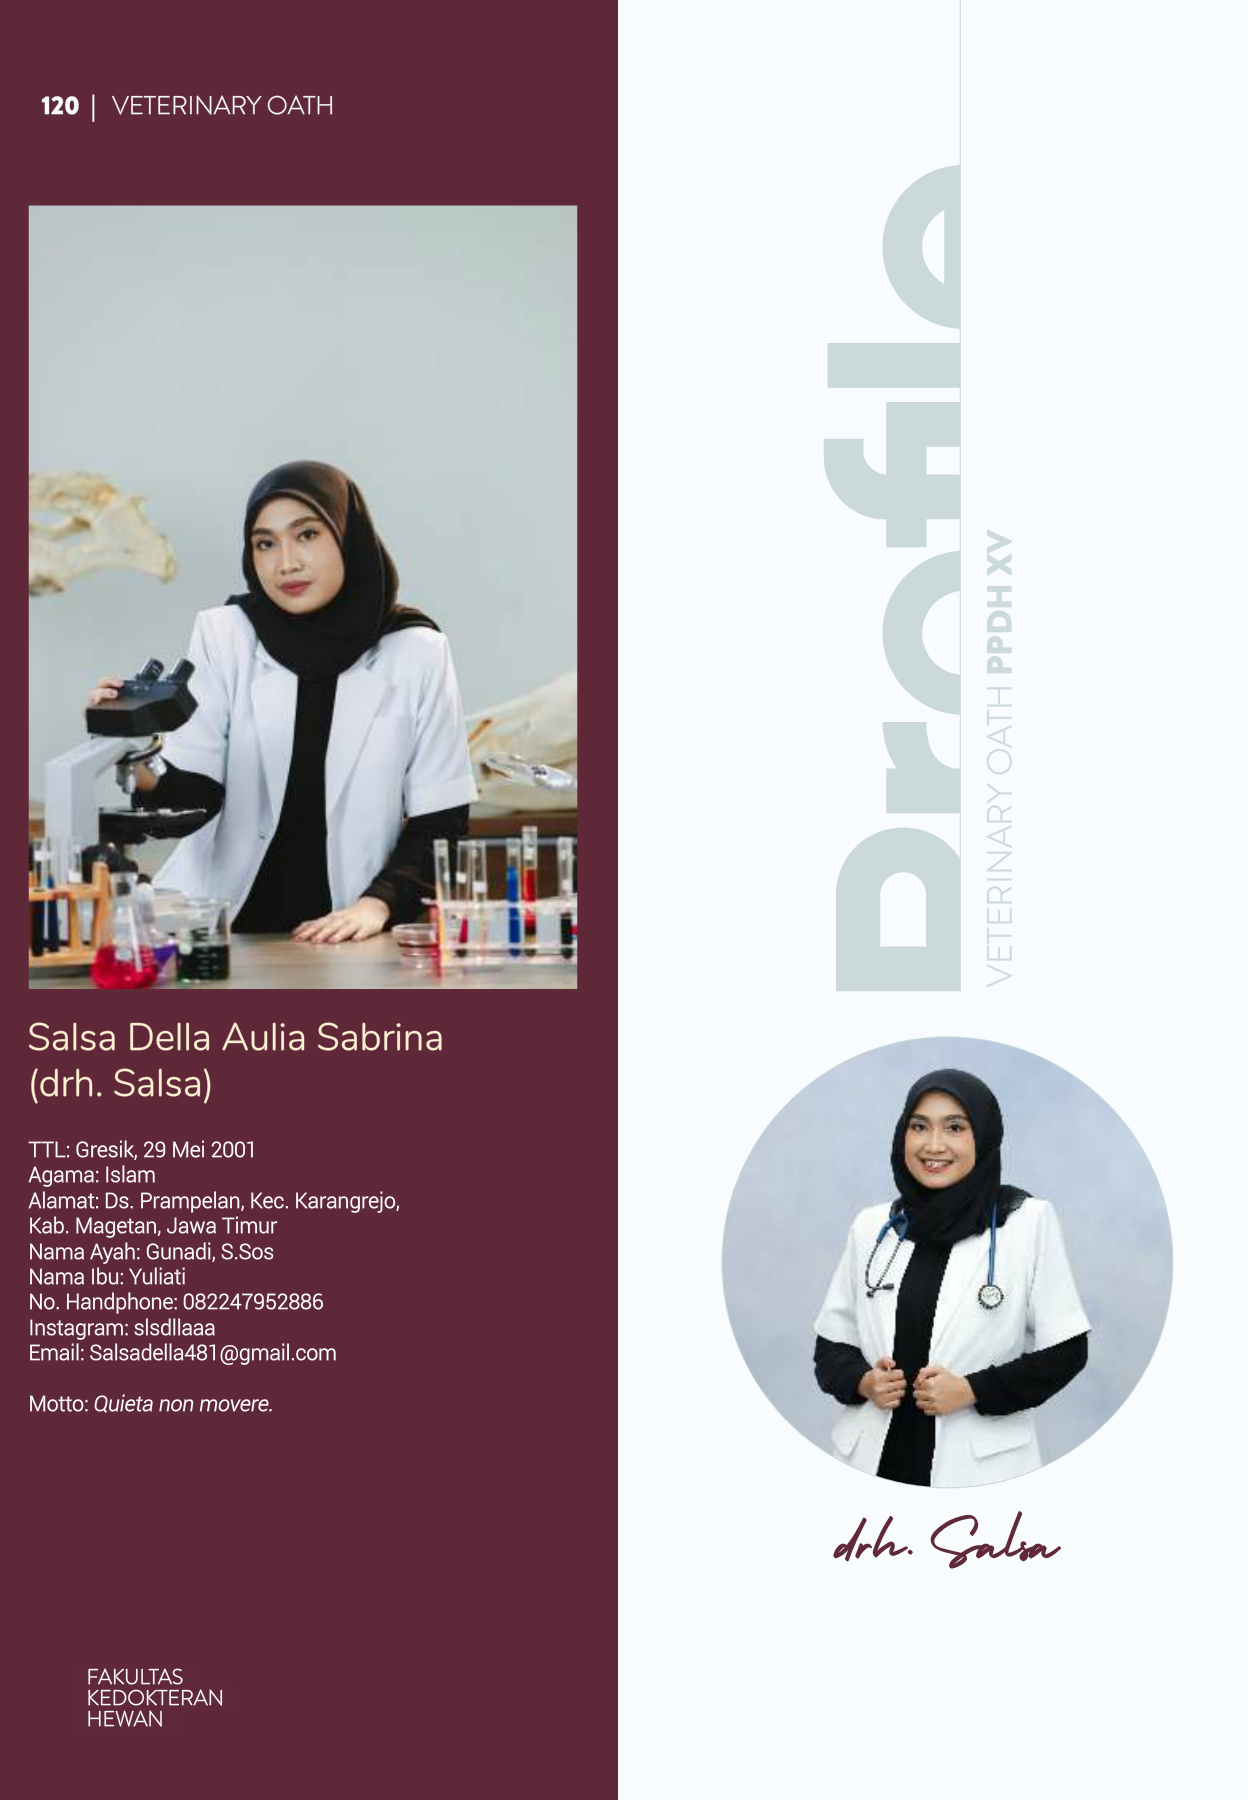 120 | VETERINARY OATH
Salsa Della Aulia Sabrina
(drh. Salsa)
TTL: Gresik, 29 Mei 2001
Agama: Islam
Alamat: Ds. Prampelan, Kec. Karangrejo,
Kab. Magetan, Jawa Timur
Nama Ayah: Gunadi, S.Sos
Nama Ibu: Yuliati
No. Handphone: 082247952886
Instagram: slsdllaaa
Email: Salsadella481@gmail.com
Motto: Quieta non movere.
FAKULTAS
KEDOKTERAN
HEWAN
Profile
VETERINARY OATH PPDH XV
drh. Salsa